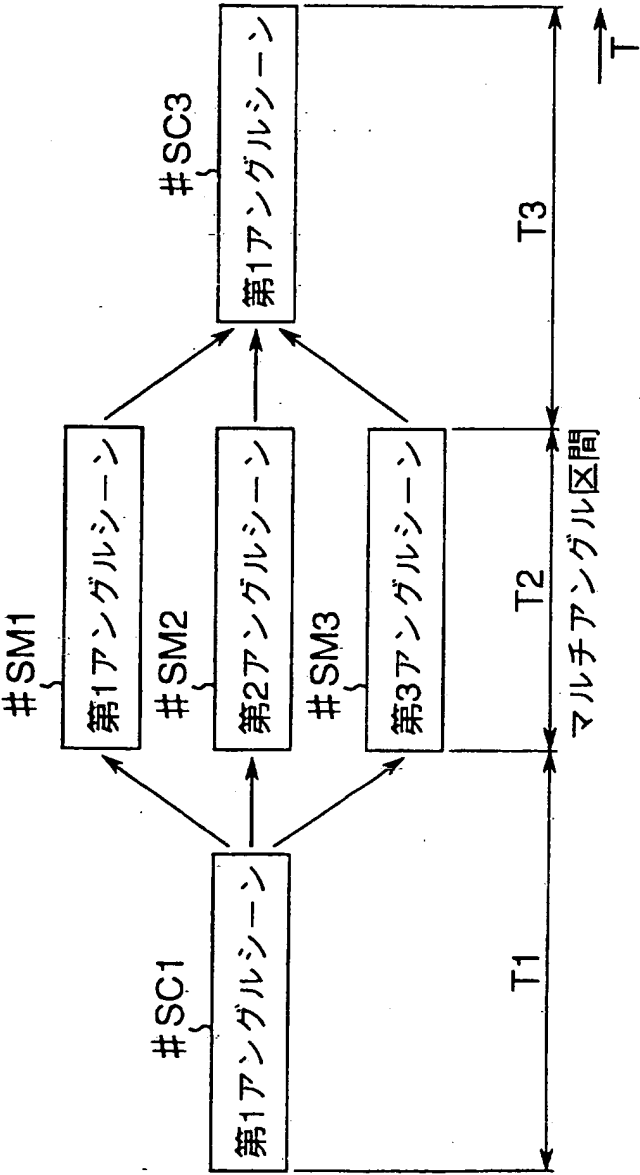 #SC1
第1アングルシーン
#SM1
第1アングルシーン
#SM2
第2アングルシーン
#SM3
第3アングルシーン
#SC3
第1アングルシーン
T1
T2
T3
マルチアングル区間
T